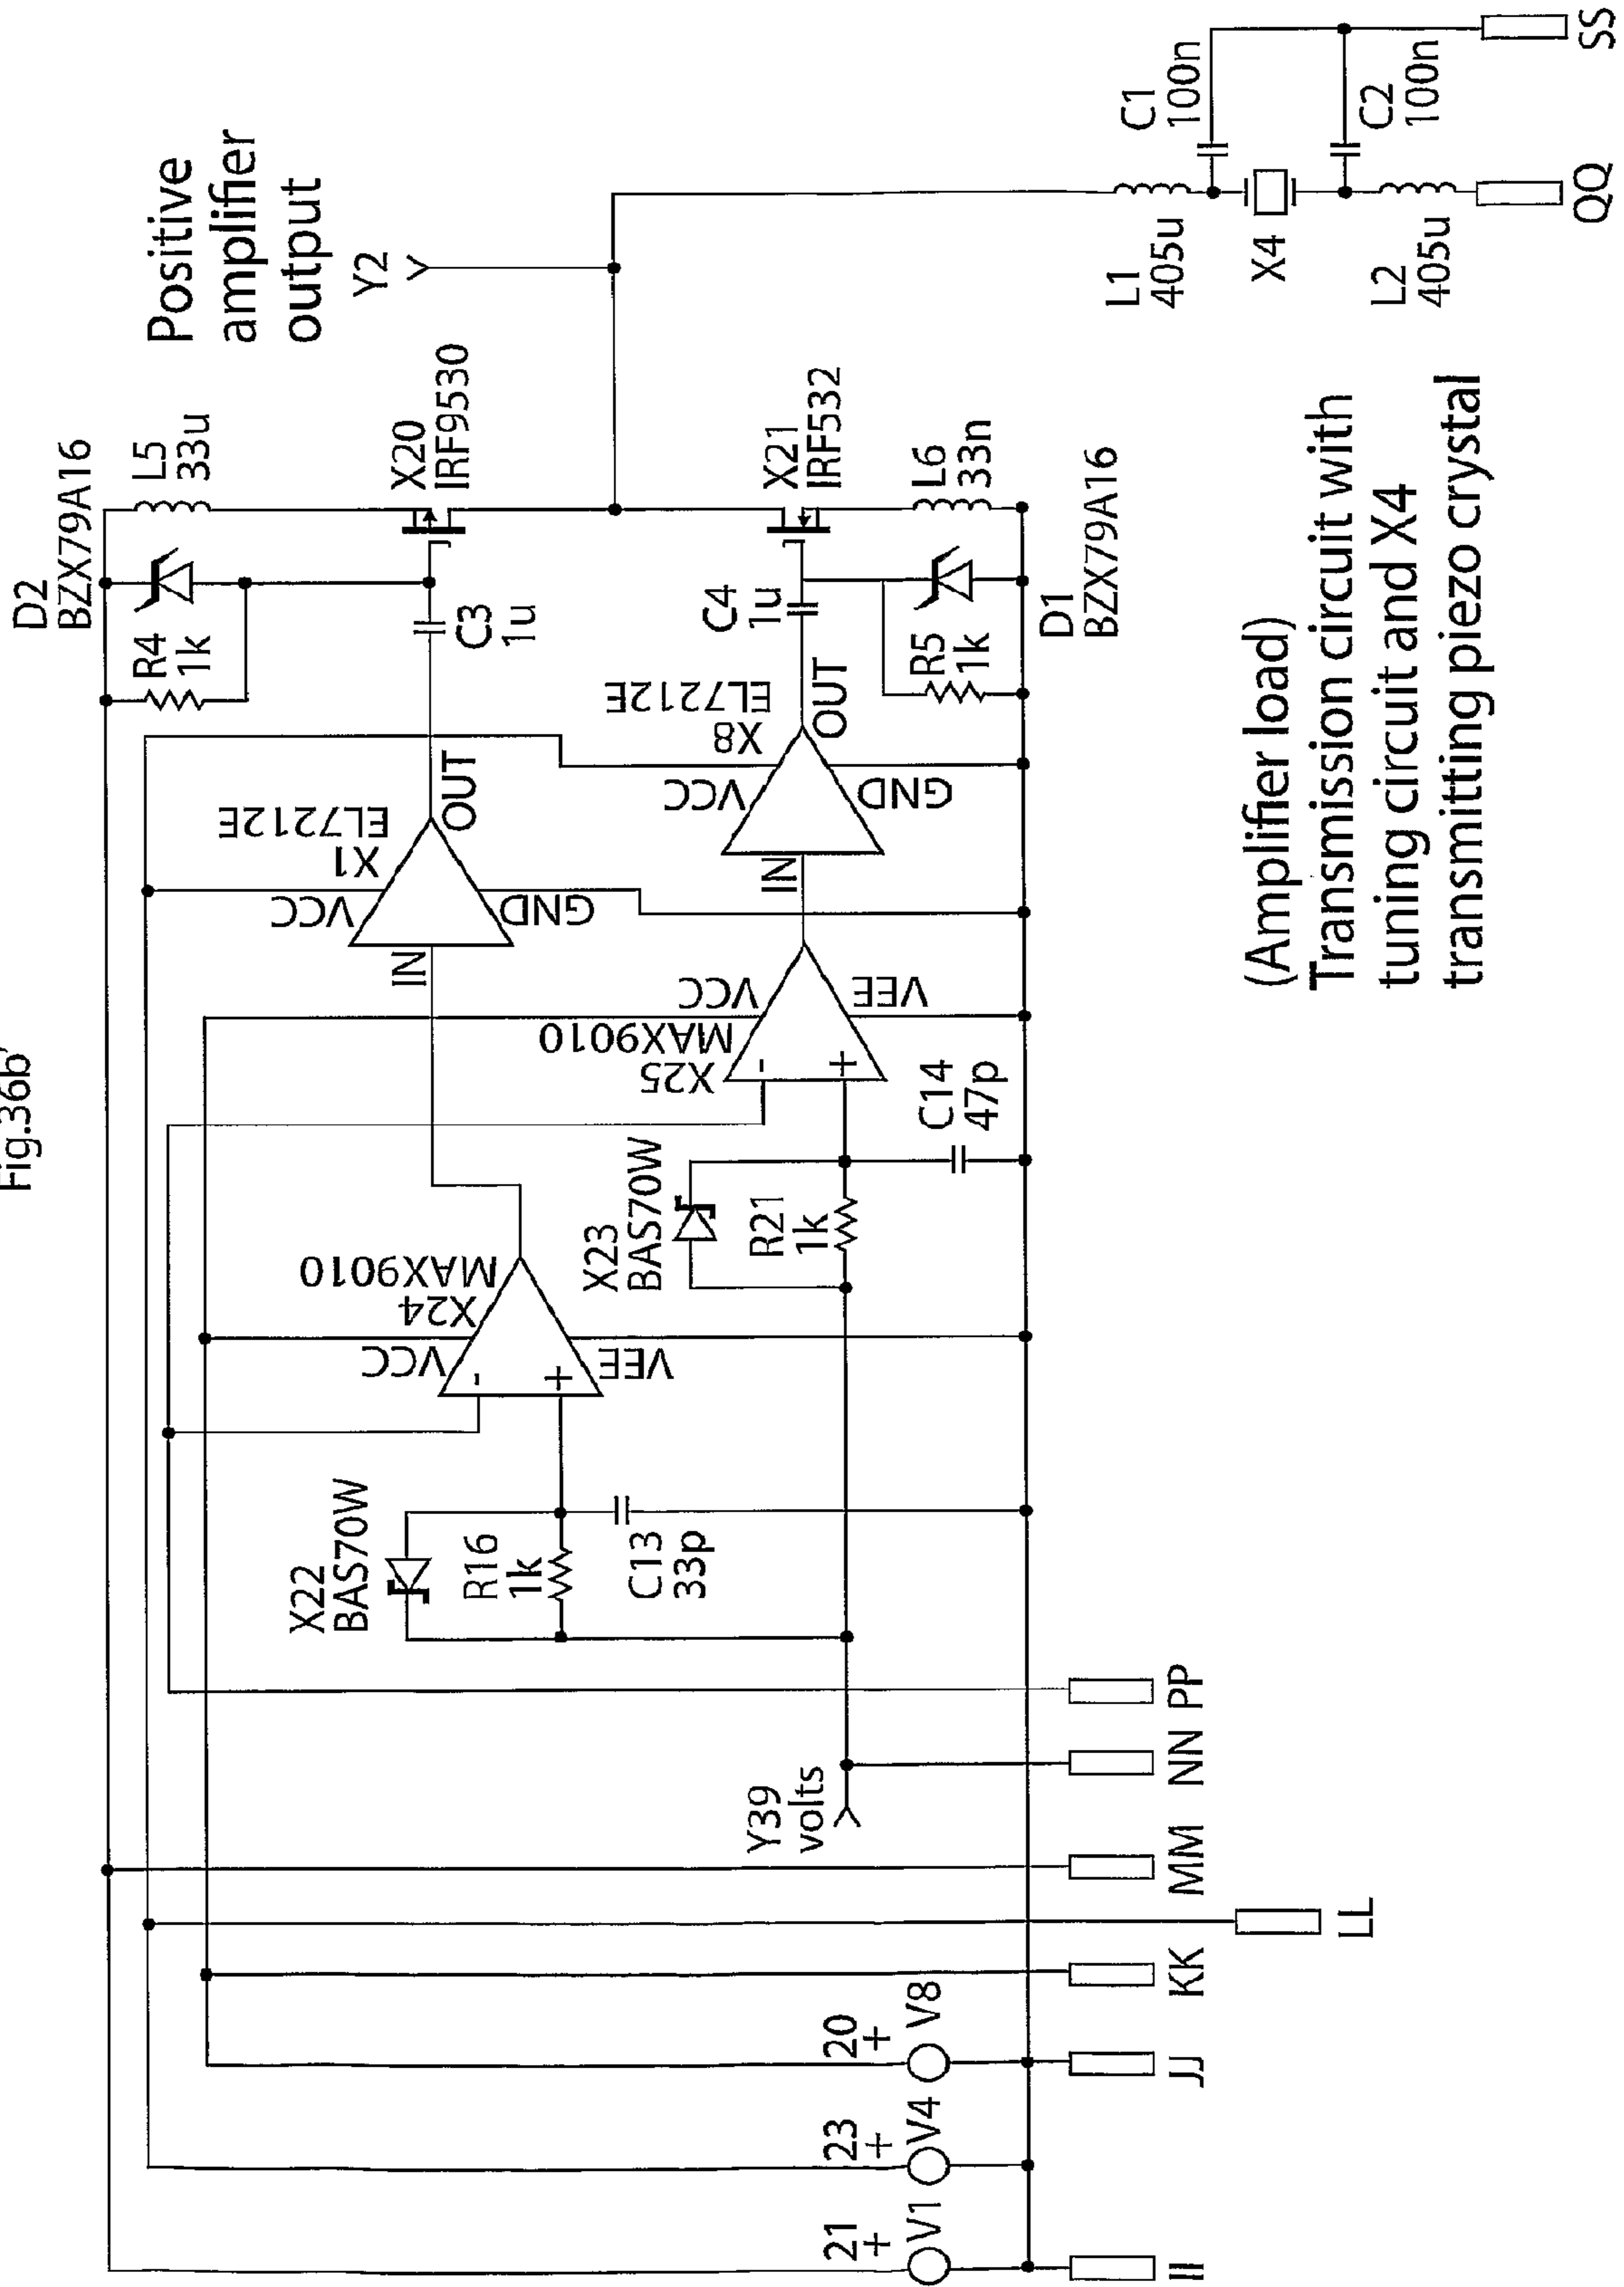 Fig.36b'
D2
BZX79A16
R4
1k
L5
33u
Positive
amplifier
output
Y2
X20
IRF9530
C3
1u
X1
EL7212E
VCC
GND
IN
OUT
X8
EL7212E
VCC
GND
IN
OUT
C4
1u
X21
IRF532
L6
33n
R5
1k
D1
BZX79A16
X24
MAX9010
VCC
VEE
-
+
X25
MAX9010
VCC
VEE
-
+
X22
BAS70W
R16
1k
C13
33p
X23
BAS70W
R21
1k
C14
47p
Y39
volts
21
+
V1
23
+
V4
20
+
V8
II
JJ
KK
LL
MM
NN
PP
L1
405u
C1
100n
X4
C2
100n
L2
405u
QQ
SS
(Amplifier load)
Transmission circuit with
tuning circuit and X4
transmitting piezo crystal